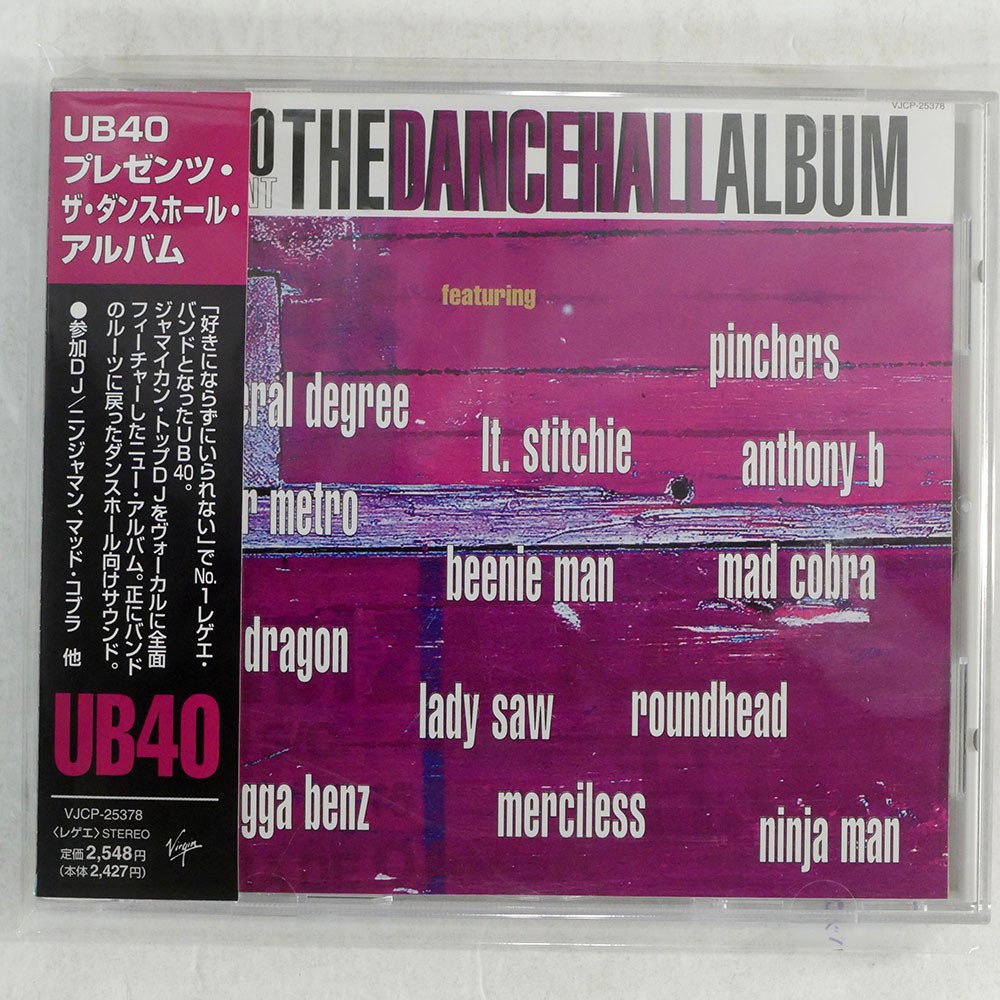 UB40
プレゼンツ・
ザ・ダンスホール・
アルバム
「好きにならずにいられない」でNo.1レゲエ・
バンドとなったUB40。
ジャマイカン・トップDJをヴォーカルに全面
フィーチャーしたニュー・アルバム。正にバンド
のルーツに戻ったダンスホール向けサウンド。
●参加DJ/ニンジャマン、マッド・コブラ 他
UB40
VJCP-25378
〈レゲエ〉STEREO
定価2,548円
(本体2,427円)
Virgin
VJCP-25378
0 THEDANCEHALLALBUM
NT
featuring
pinchers
eral degree
lt. stitchie
anthony b
r metro
beenie man
mad cobra
dragon
lady saw
roundhead
gga benz
merciless
ninja man